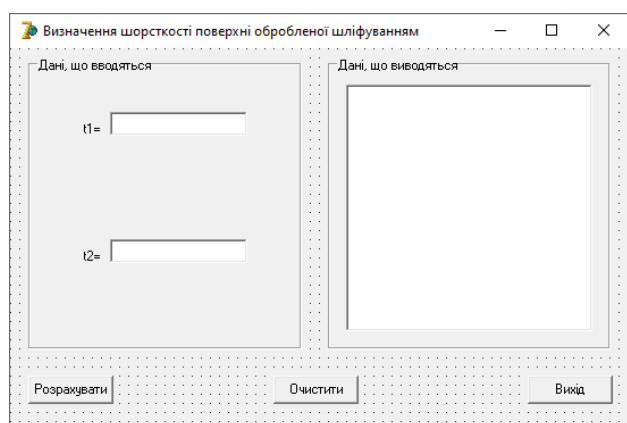 Визначення шорсткості поверхні обробленої шліфуванням
Дані, що вводяться
Дані, що виводяться
t1=
t2=
Розрахувати
Очистити
Вихід